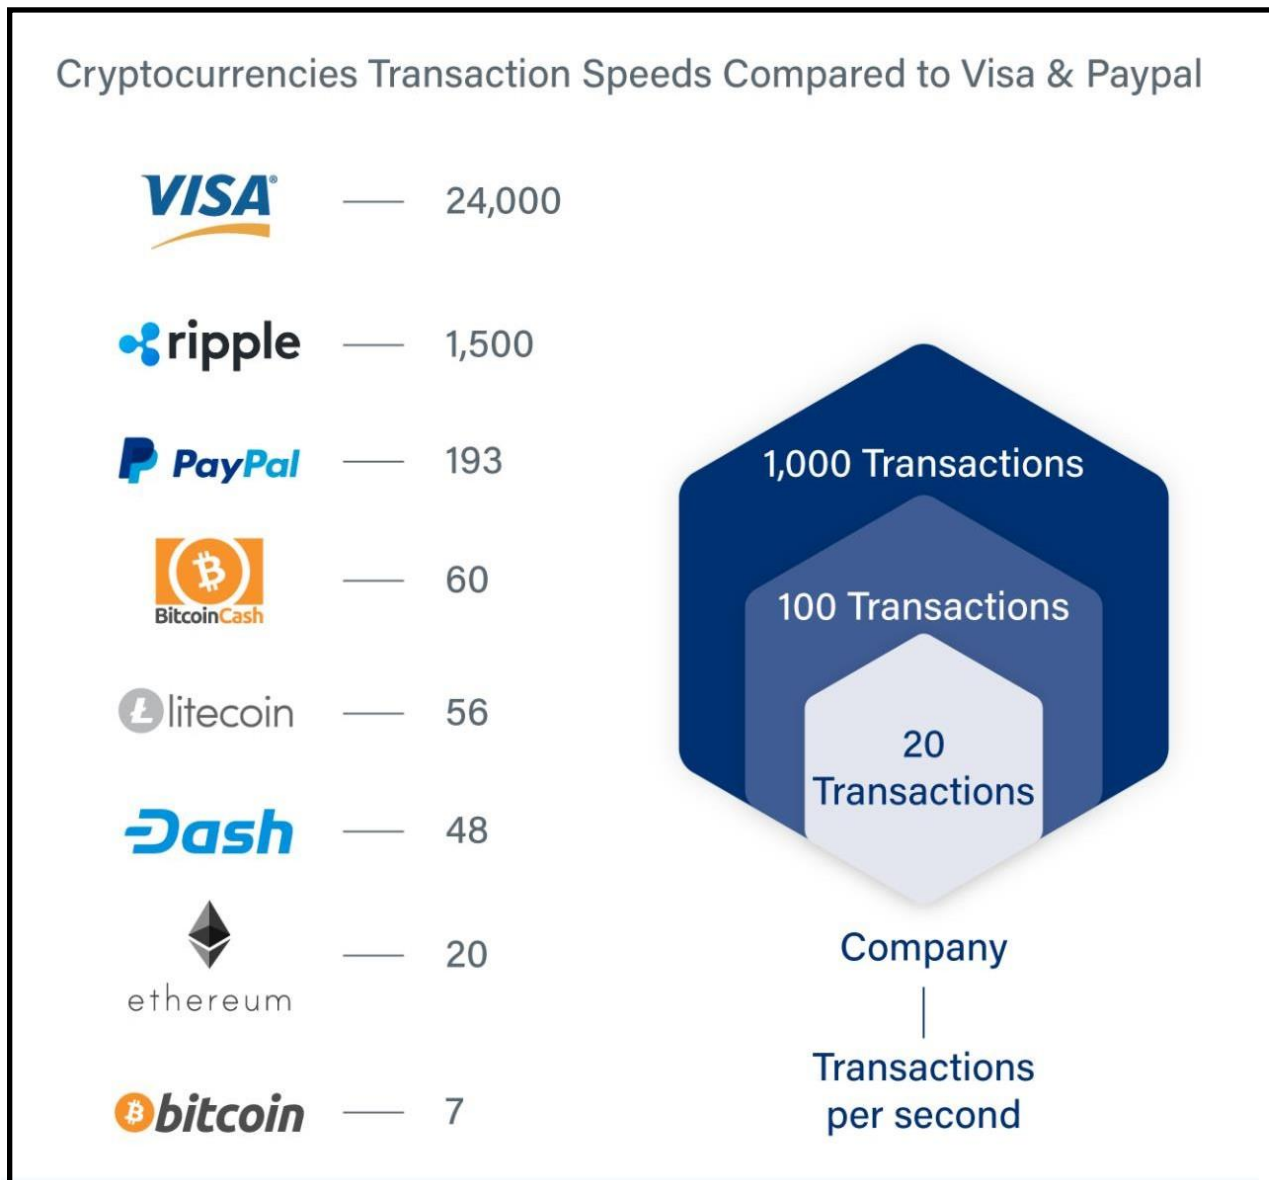 Cryptocurrencies Transaction Speeds Compared to Visa & Paypal
VISA® 24,000
ripple 1,500
PayPal 193
BitcoinCash 60
litecoin 56
Dash 48
ethereum 20
bitcoin 7
1,000 Transactions
100 Transactions
20
Transactions
Company
Transactions
per second